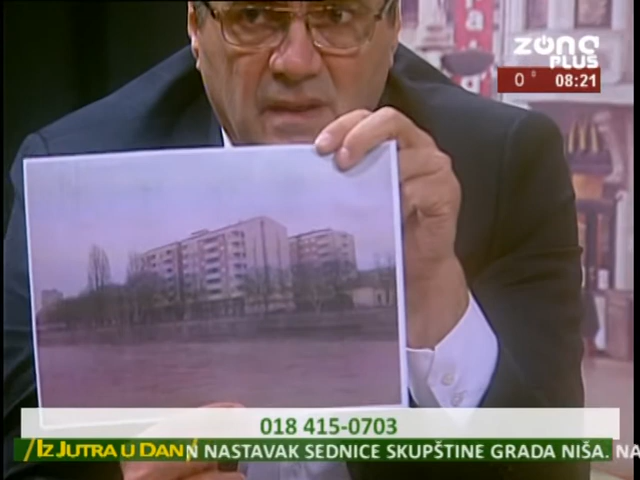 zona
PLUS
0° 08:21
018 415-0703
IZ JUTRA U DAN
N NASTAVAK SEDNICE SKUPŠTINE GRADA NIŠA. NA